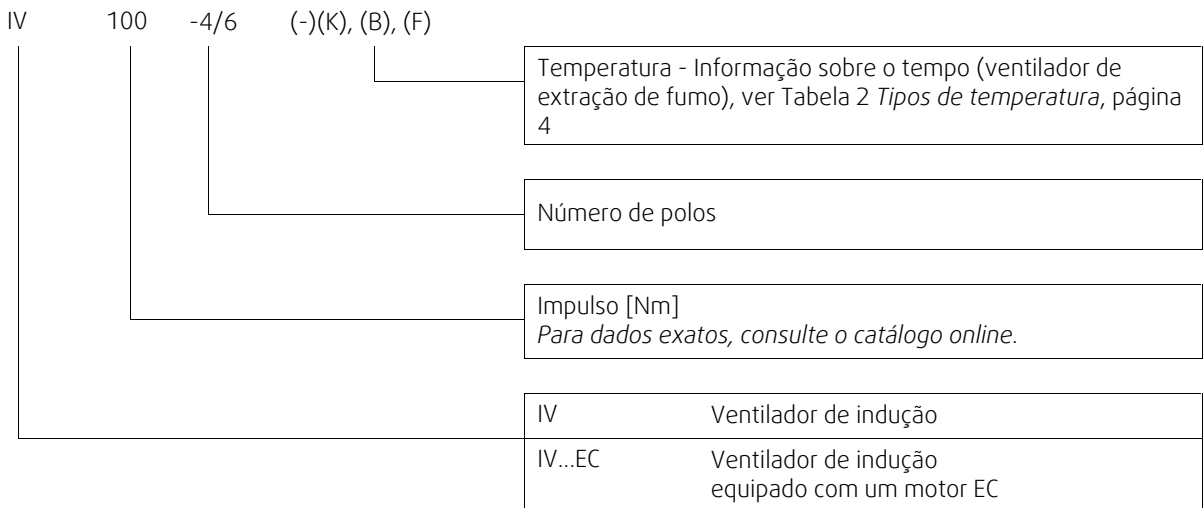 IV 100 -4/6 (-)(K), (B), (F)
Temperatura - Informação sobre o tempo (ventilador de
extração de fumo), ver Tabela 2 Tipos de temperatura, página
4
Número de polos
Impulso [Nm]
Para dados exatos, consulte o catálogo online.
IV Ventilador de indução
IV...EC Ventilador de indução
equipado com um motor EC